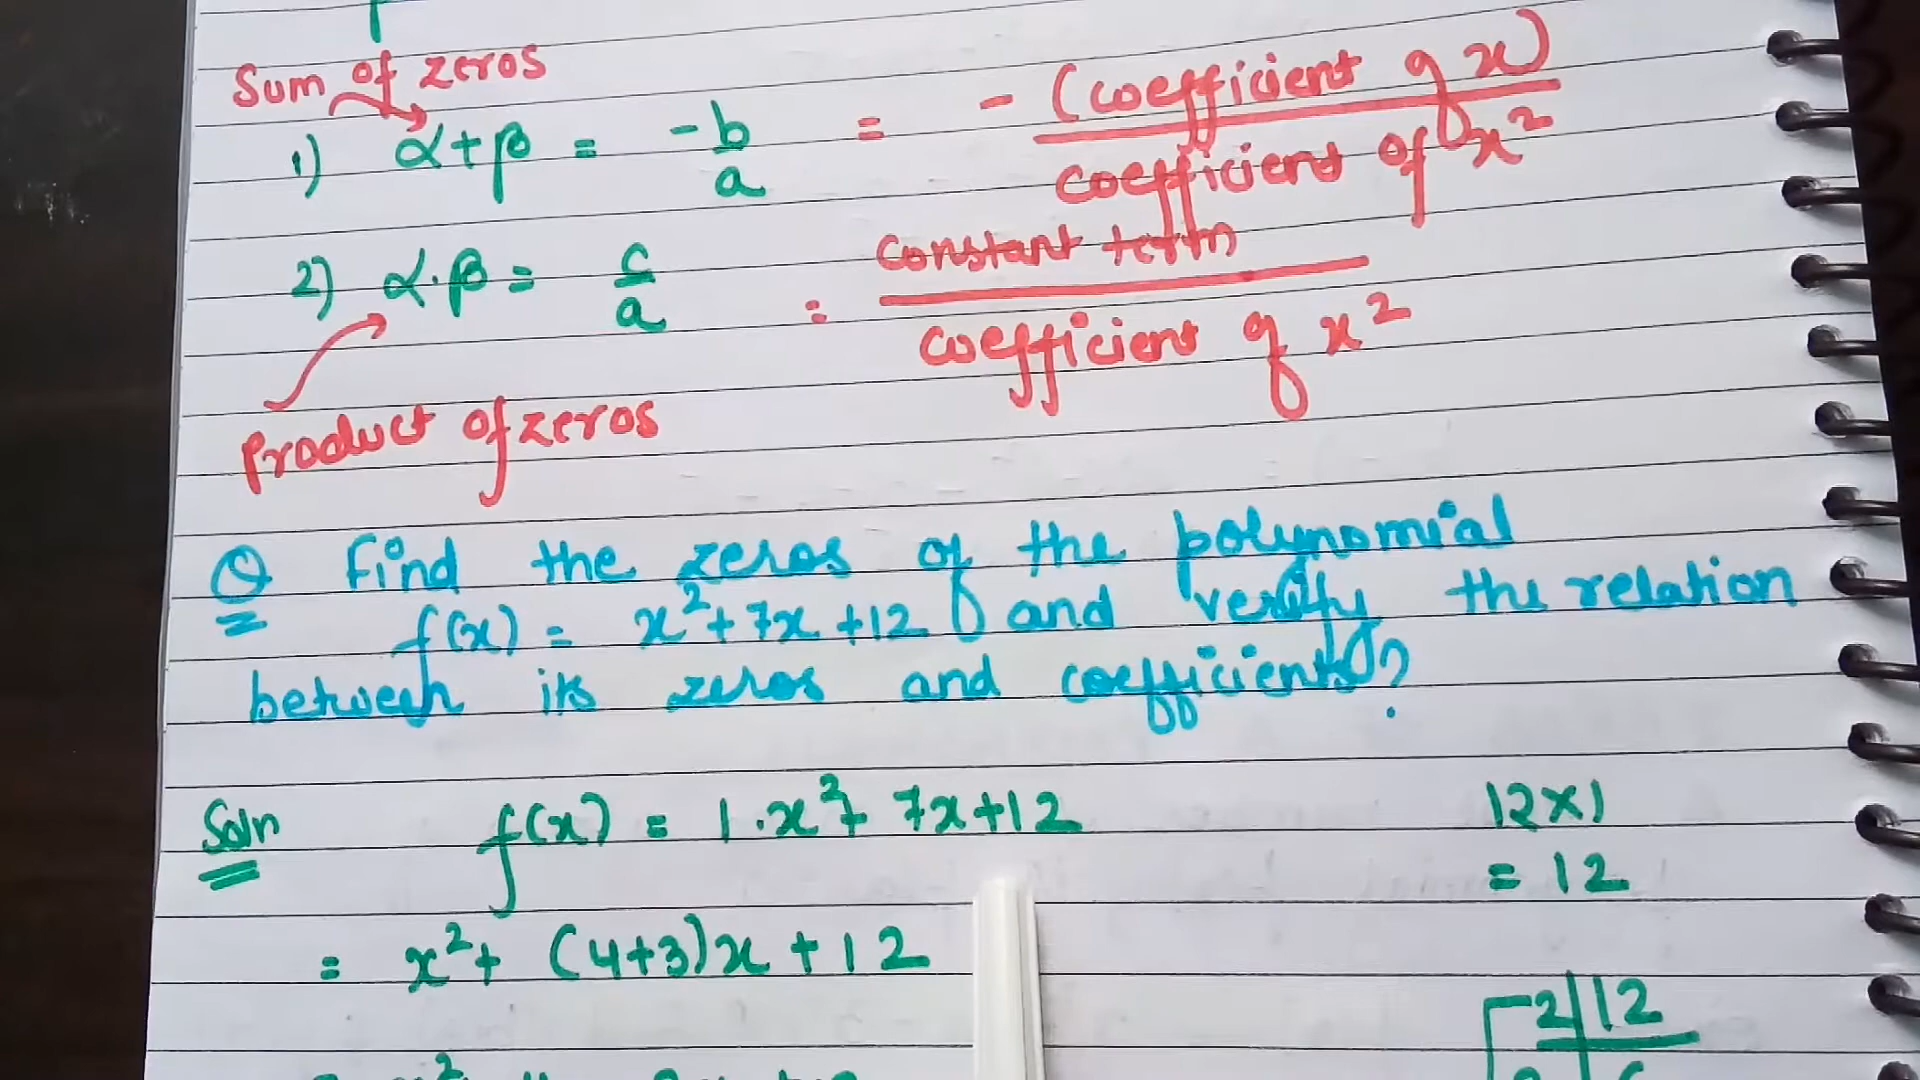 Sum of zeros
1) α+β = -b/a = - (coefficient of x)/coefficient of x²
2) α.β = c/a = constant term/coefficient of x²
Product of zeros
Q Find the zeros of the polynomial
f(x) = x²+7x+12 and verify the relation
between its zeros and coefficients?
Soln f(x) = 1.x²+7x+12 12×1
= 12
= x²+(4+3)x+12
2|12